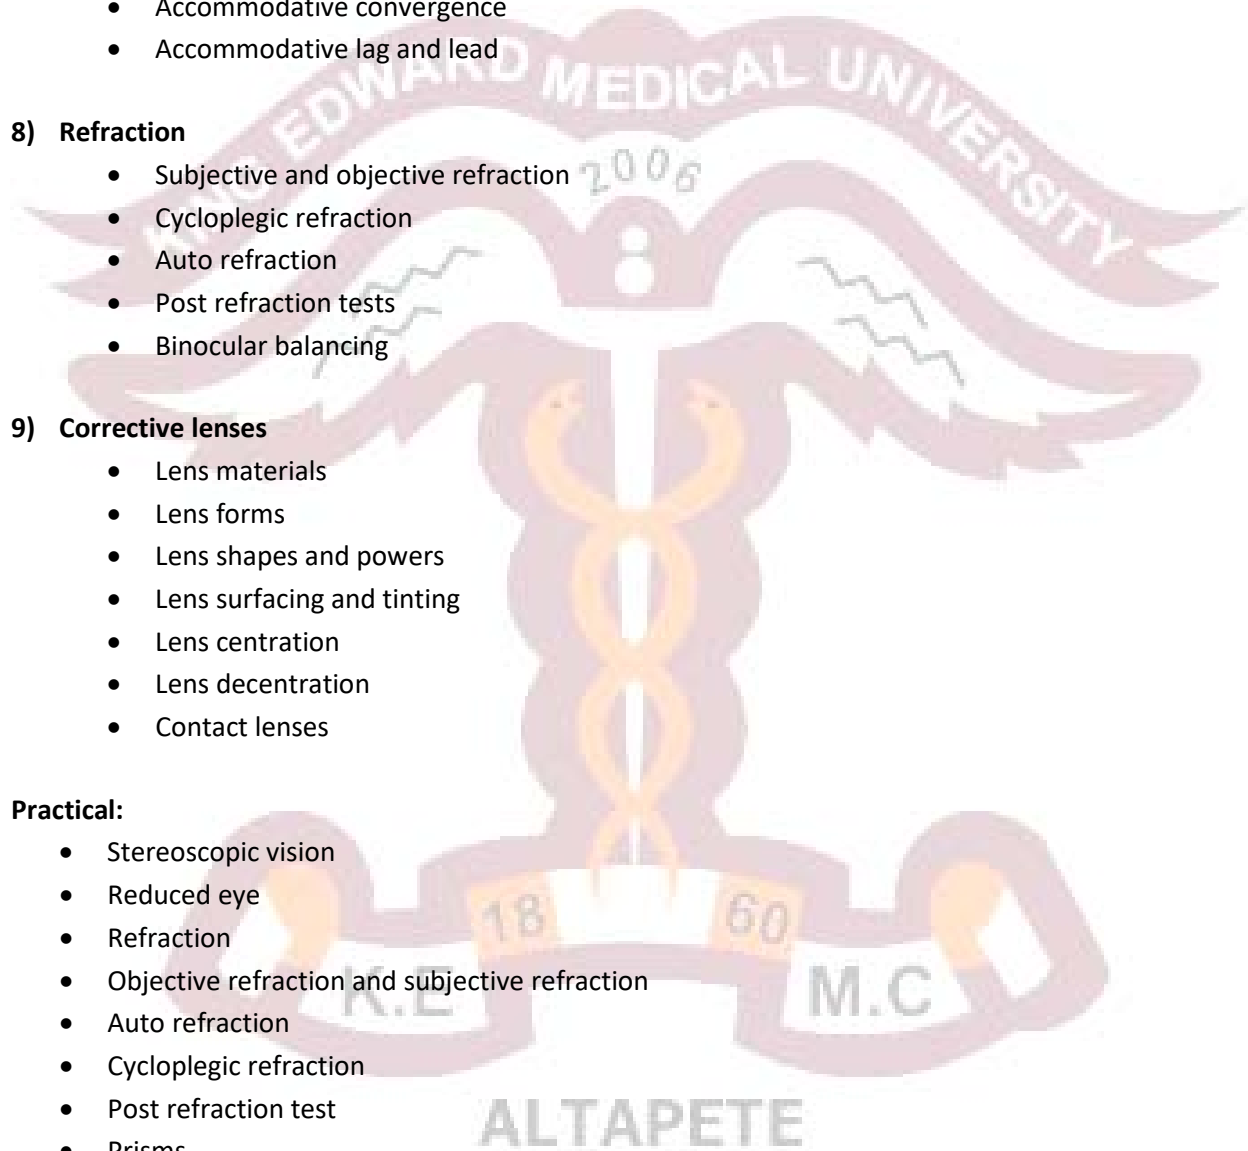 • Accommodative convergence
• Accommodative lag and lead
KING EDWARD MEDICAL UNIVERSITY
2006
8) Refraction
• Subjective and objective refraction
• Cycloplegic refraction
• Auto refraction
• Post refraction tests
• Binocular balancing
9) Corrective lenses
• Lens materials
• Lens forms
• Lens shapes and powers
• Lens surfacing and tinting
• Lens centration
• Lens decentration
• Contact lenses
Practical:
• Stereoscopic vision
• Reduced eye
• Refraction
• Objective refraction and subjective refraction
• Auto refraction
• Cycloplegic refraction
• Post refraction test
• Prisms
18 60
K.E M.C
ALTAPETE